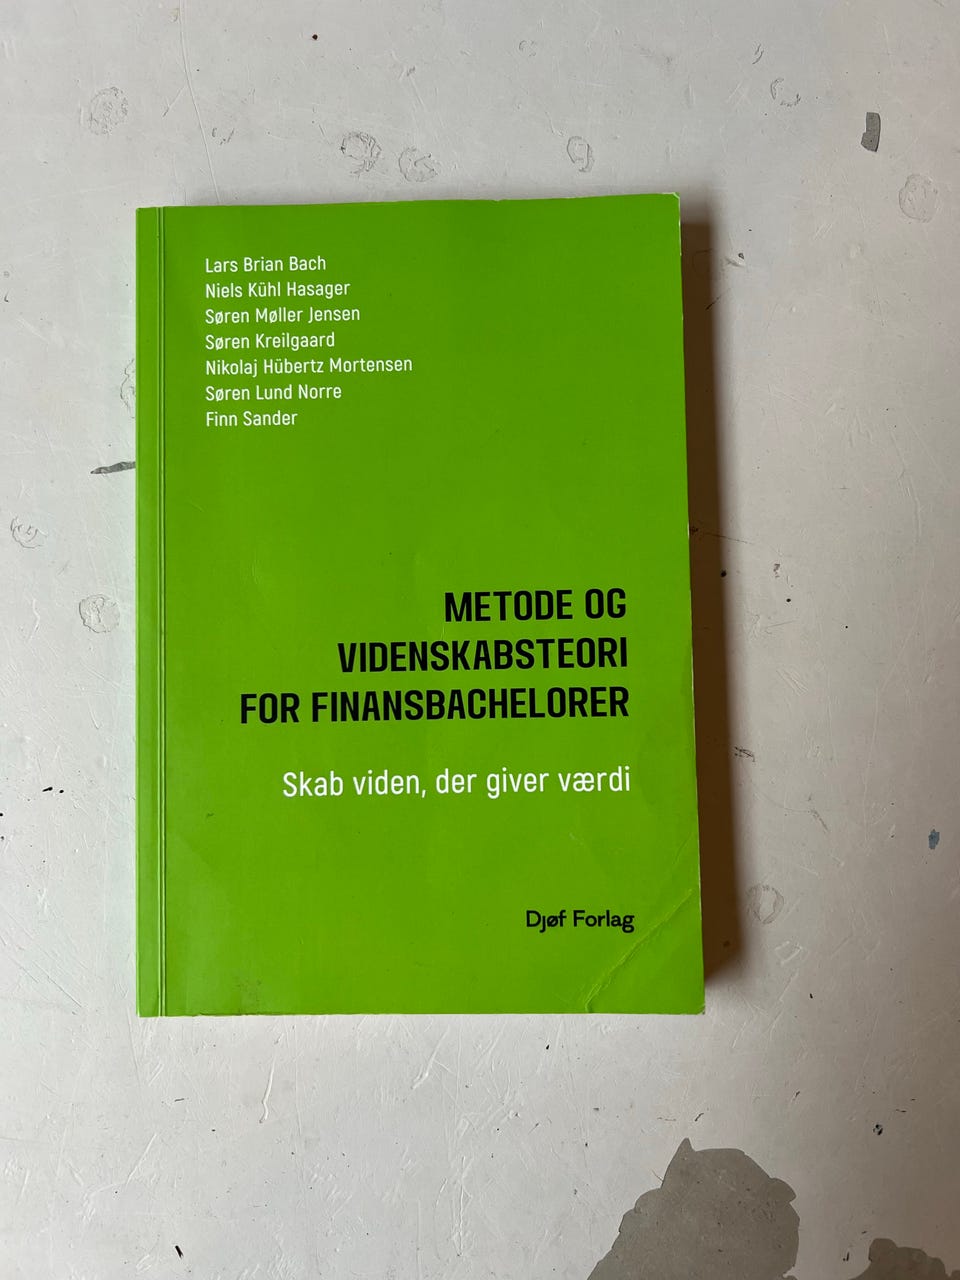 Lars Brian Bach
Niels Kühl Hasager
Søren Møller Jensen
Søren Kreilgaard
Nikolaj Hübertz Mortensen
Søren Lund Norre
Finn Sander
METODE OG
VIDENSKABSTEORI
FOR FINANSBACHELORER
Skab viden, der giver værdi
Djøf Forlag